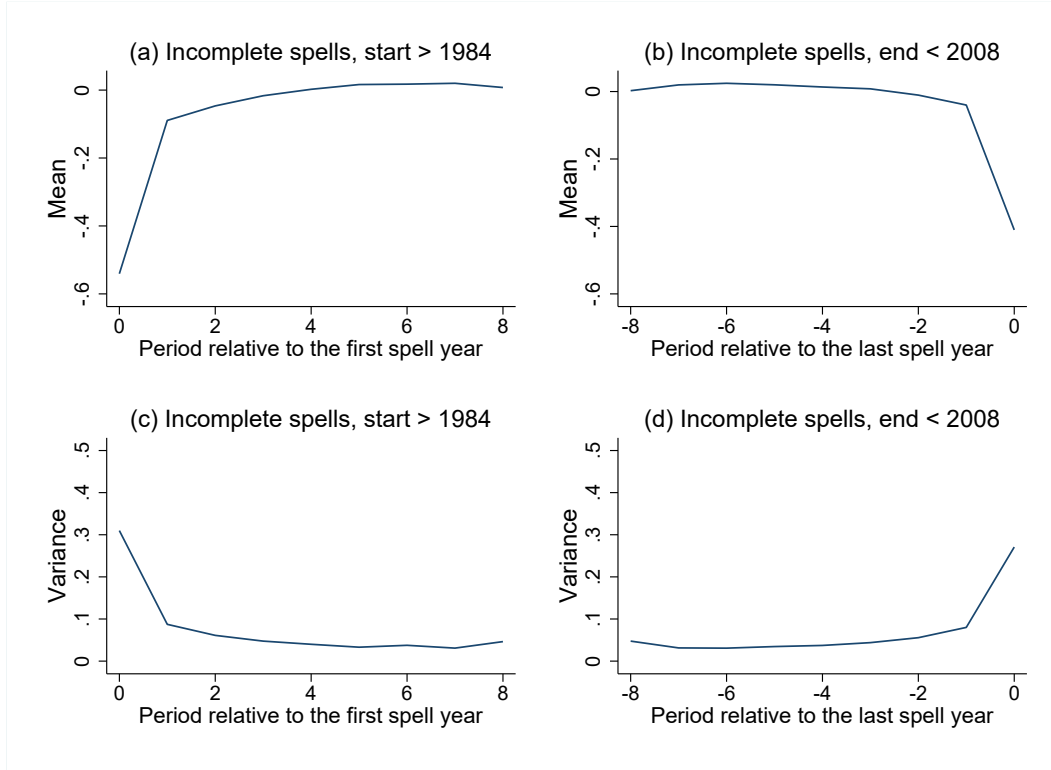 (a) Incomplete spells, start > 1984
Mean
0
-.2
-.4
-.6
0 2 4 6 8
Period relative to the first spell year
(b) Incomplete spells, end < 2008
Mean
0
-.2
-.4
-.6
-8 -6 -4 -2 0
Period relative to the last spell year
(c) Incomplete spells, start > 1984
Variance
.5
.4
.3
.2
.1
0
0 2 4 6 8
Period relative to the first spell year
(d) Incomplete spells, end < 2008
Variance
.5
.4
.3
.2
.1
0
-8 -6 -4 -2 0
Period relative to the last spell year